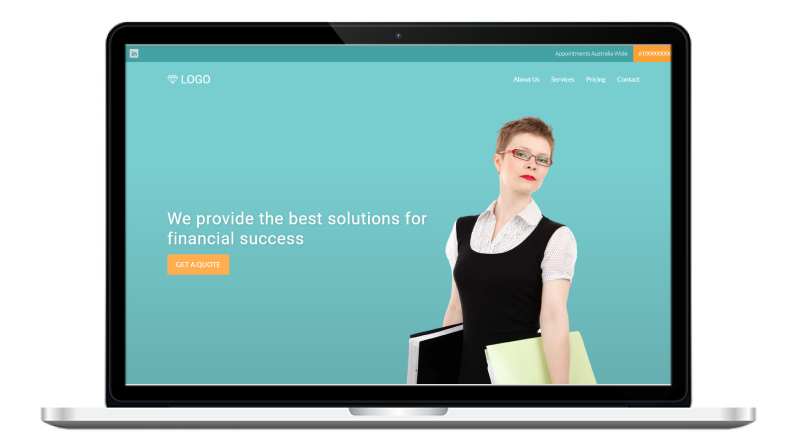 in
Appointments Australia Wide
LOGO
About Us Services Pricing Contact
We provide the best solutions for
financial success
GET A QUOTE